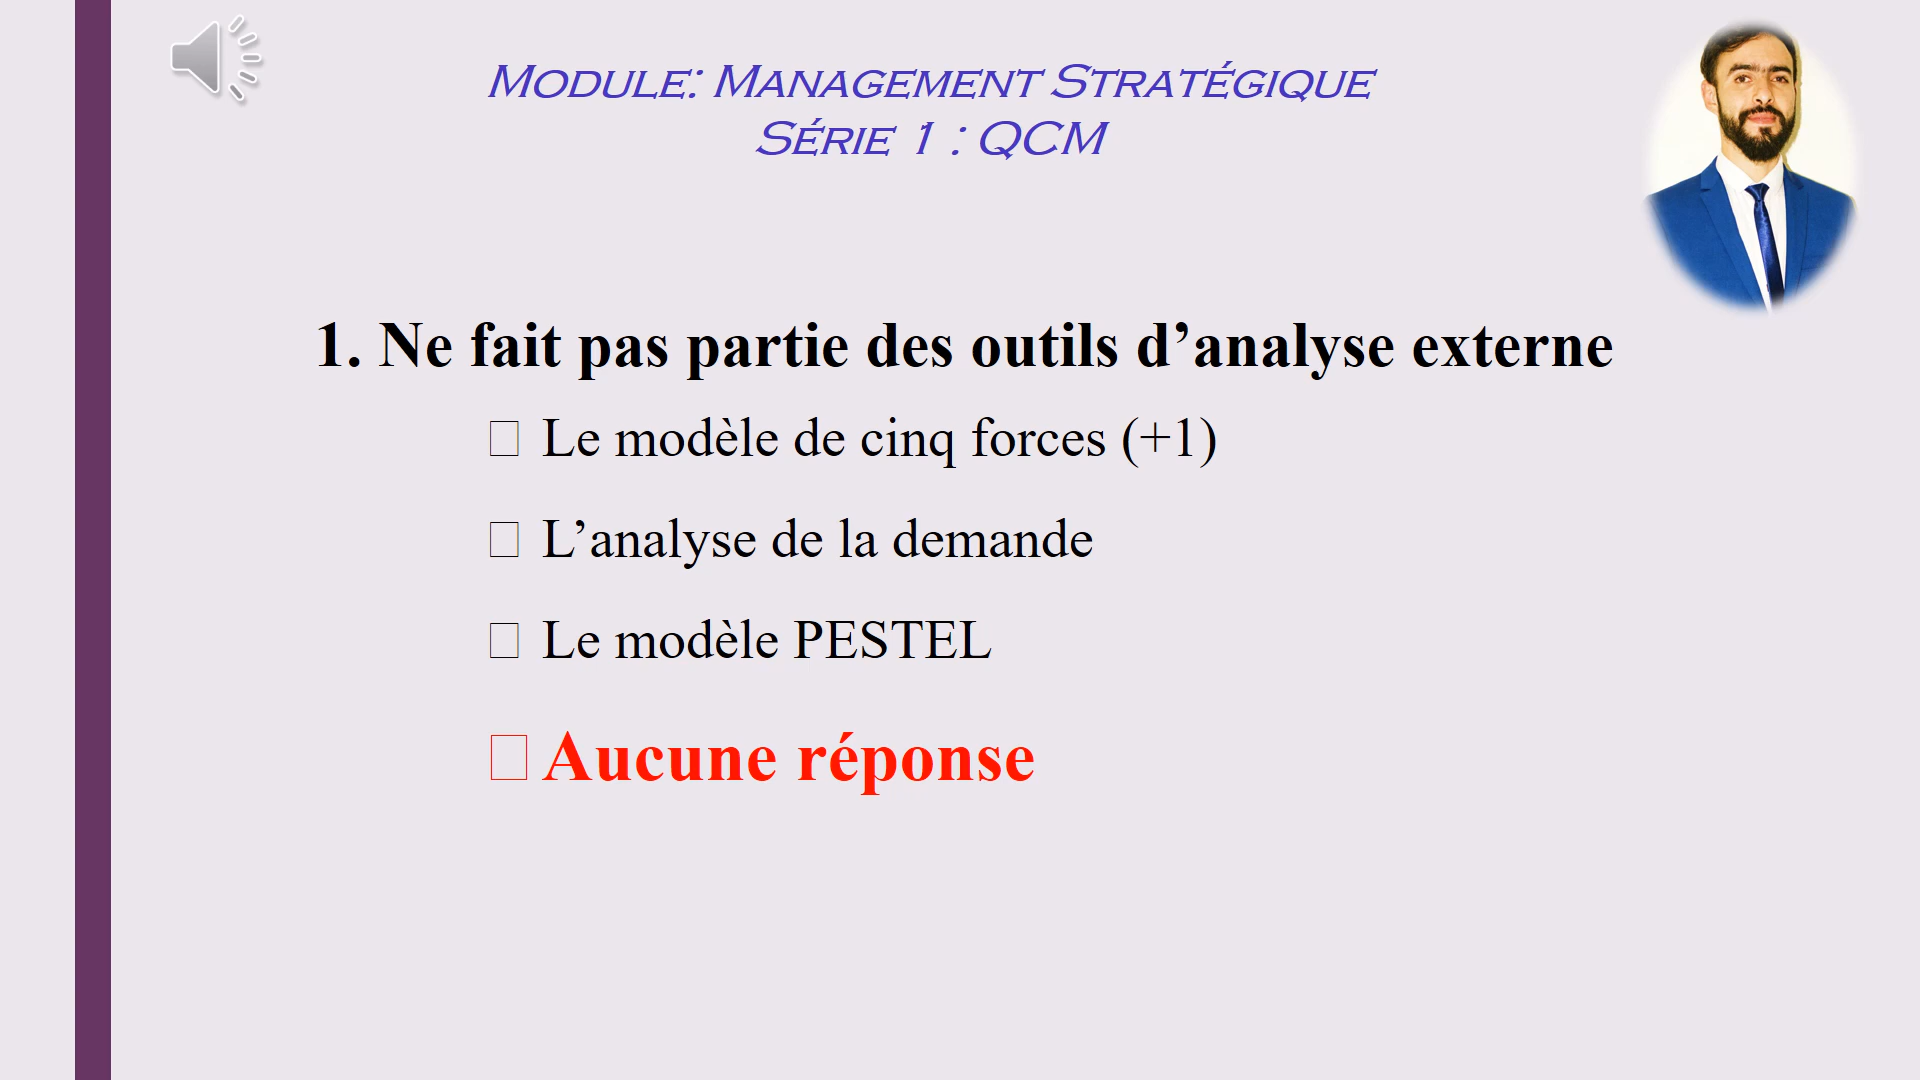 Module: Management Stratégique
Série 1 : QCM
1. Ne fait pas partie des outils d’analyse externe
Le modèle de cinq forces (+1)
L’analyse de la demande
Le modèle PESTEL
Aucune réponse